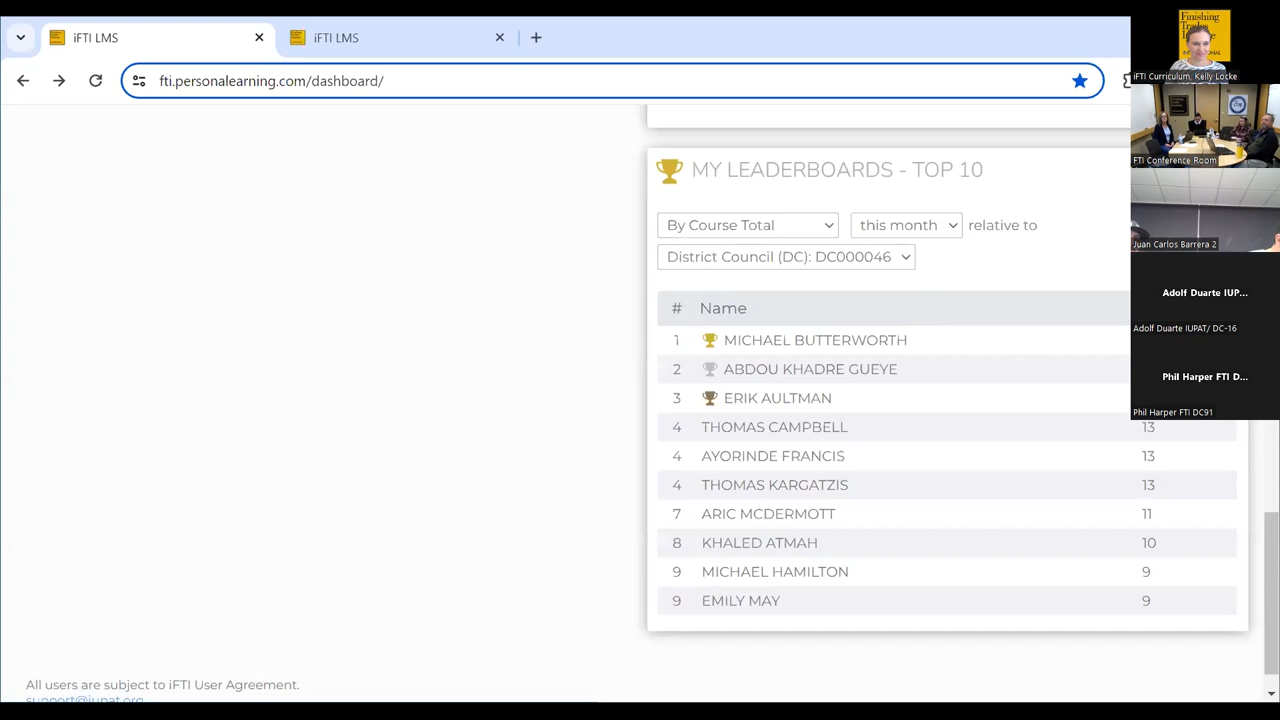 iFTI LMS
iFTI LMS
fti.personalearning.com/dashboard/
MY LEADERBOARDS - TOP 10
By Course Total this month relative to
District Council (DC): DC000046
# Name
1 MICHAEL BUTTERWORTH
2 ABDOU KHADRE GUEYE
3 ERIK AULTMAN
4 THOMAS CAMPBELL 13
4 AYORINDE FRANCIS 13
4 THOMAS KARGATZIS 13
7 ARIC MCDERMOTT 11
8 KHALED ATMAH 10
9 MICHAEL HAMILTON 9
9 EMILY MAY 9
All users are subject to iFTI User Agreement.
support@iupat.org
Finishing
Trades
iFTI Curriculum, Kelly Locke
FTI Conference Room
Juan Carlos Barrera 2
Adolf Duarte IUP...
Adolf Duarte IUPAT/ DC-16
Phil Harper FTI D...
Phil Harper FTI DC91